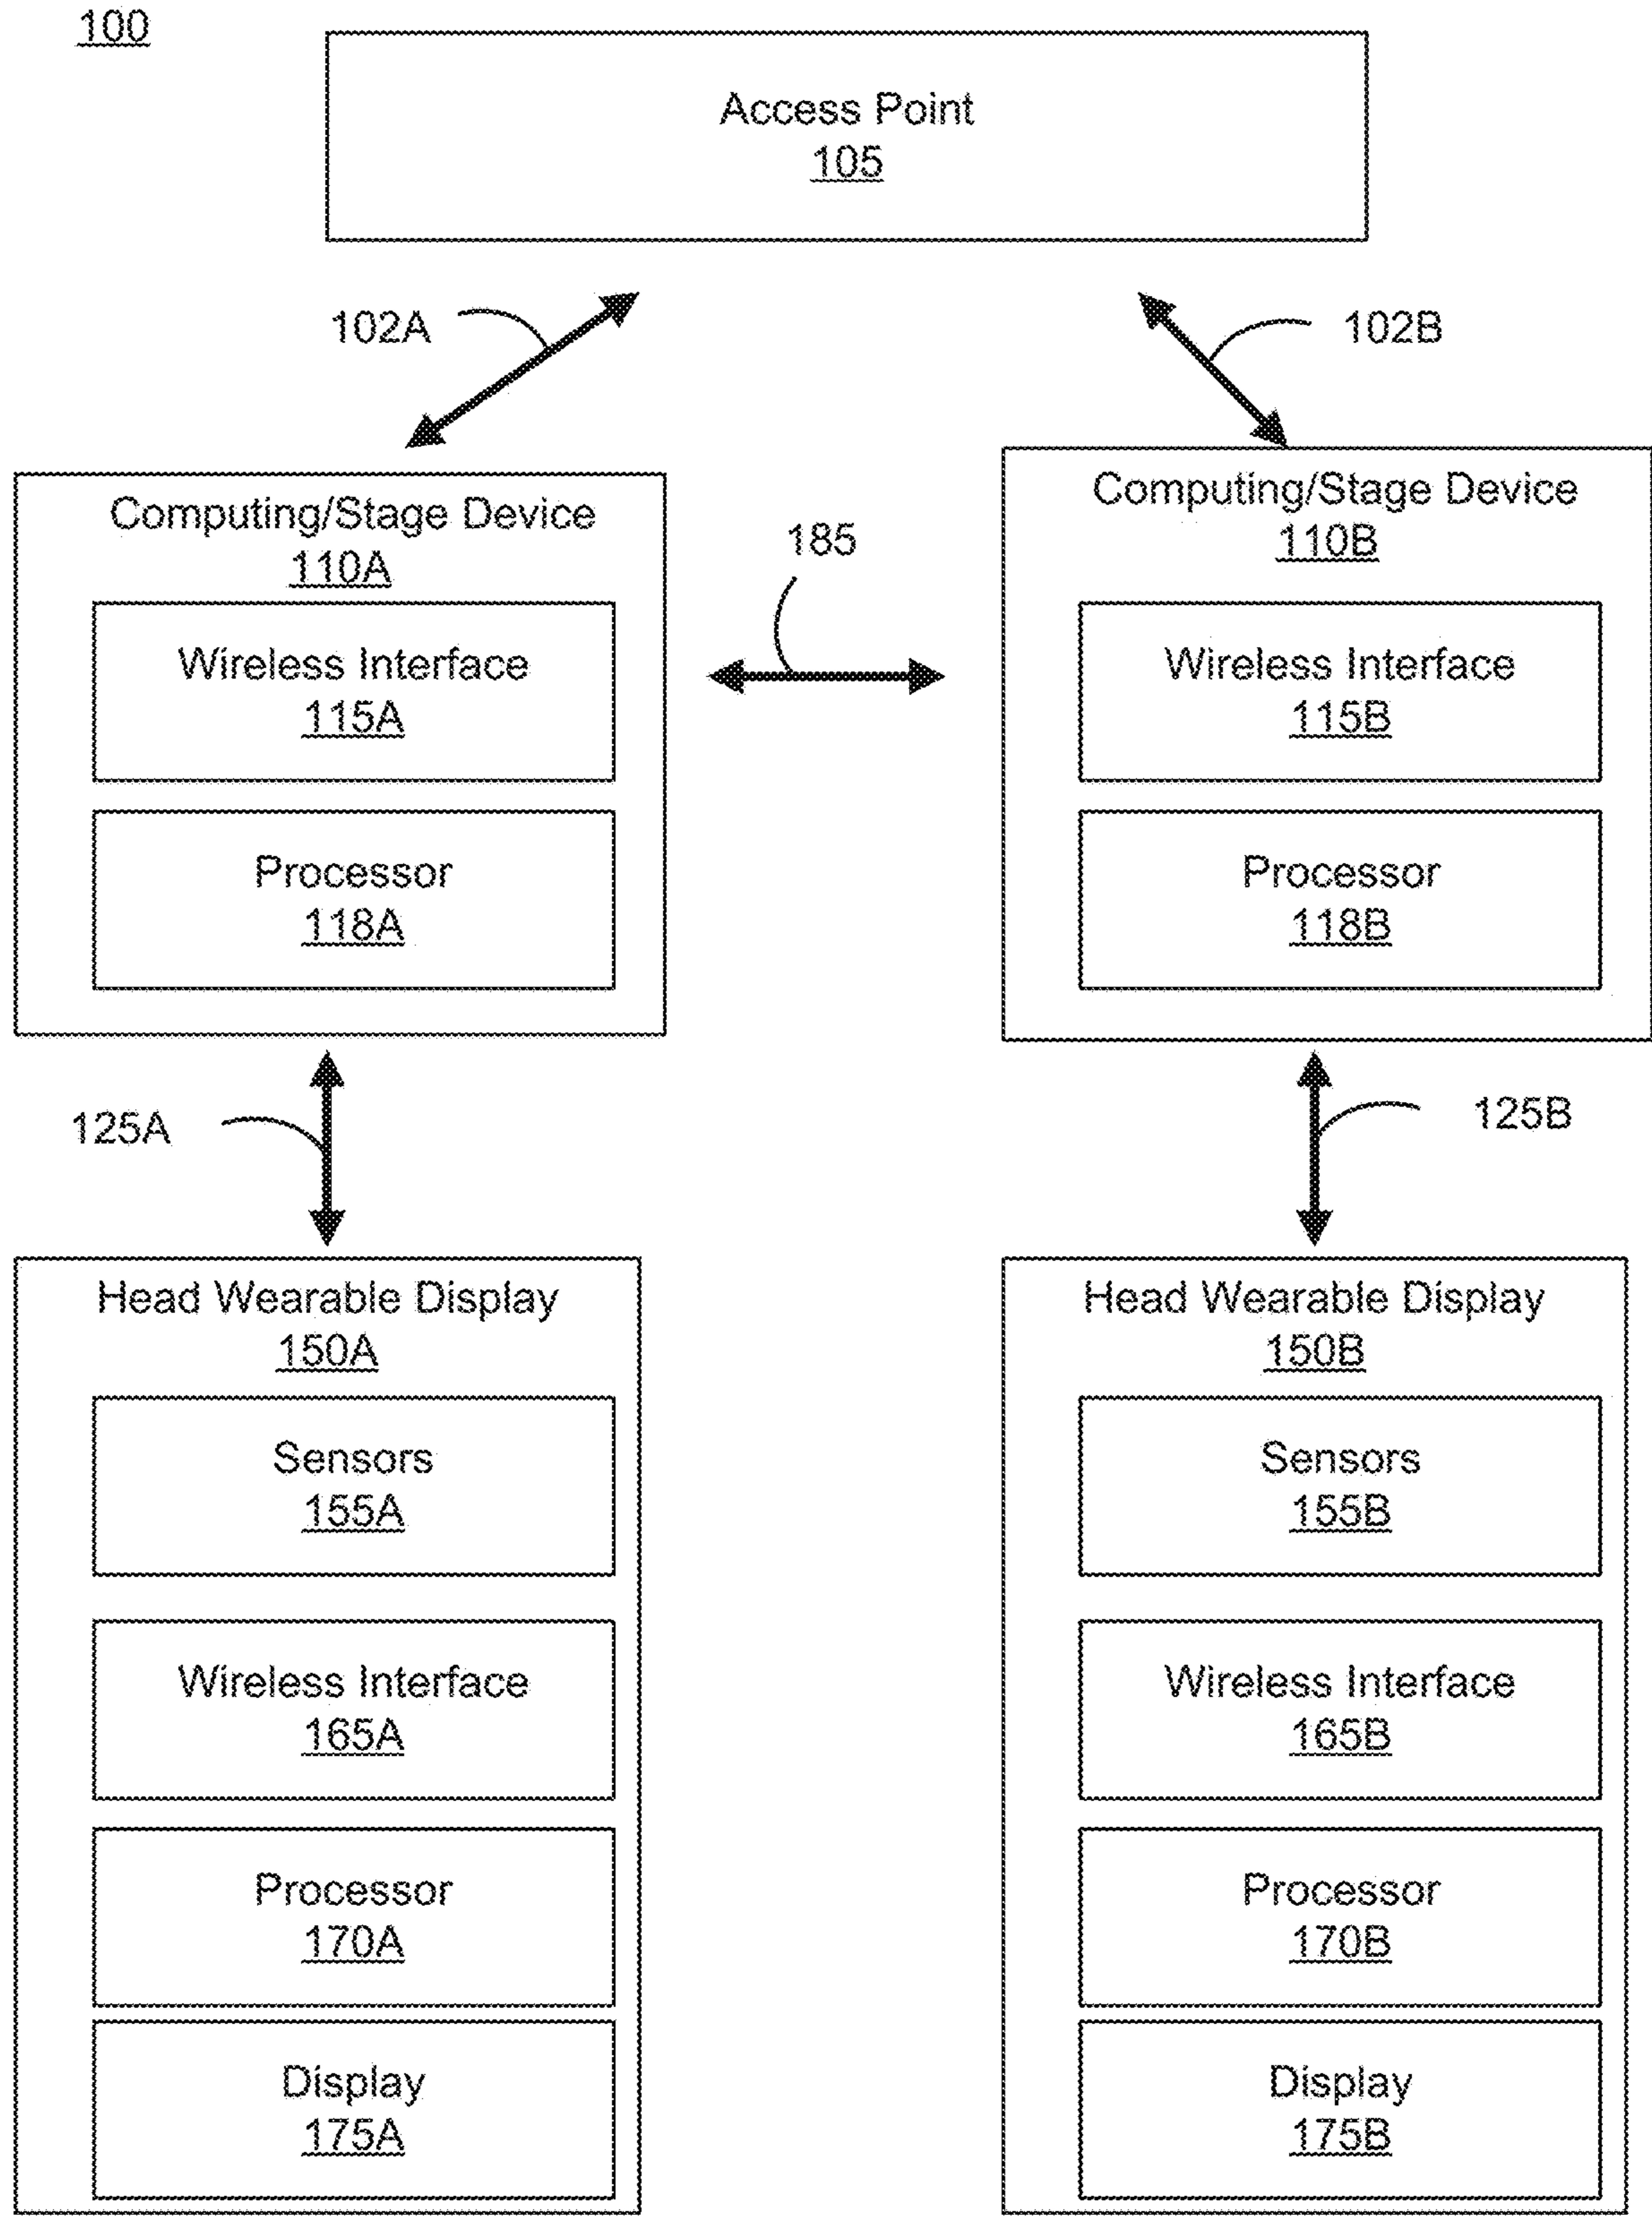 100
Access Point
105
102A
102B
Computing/Stage Device
110A
Wireless Interface
115A
Processor
118A
185
Computing/Stage Device
110B
Wireless Interface
115B
Processor
118B
125A
125B
Head Wearable Display
150A
Sensors
155A
Wireless Interface
165A
Processor
170A
Display
175A
Head Wearable Display
150B
Sensors
155B
Wireless Interface
165B
Processor
170B
Display
175B